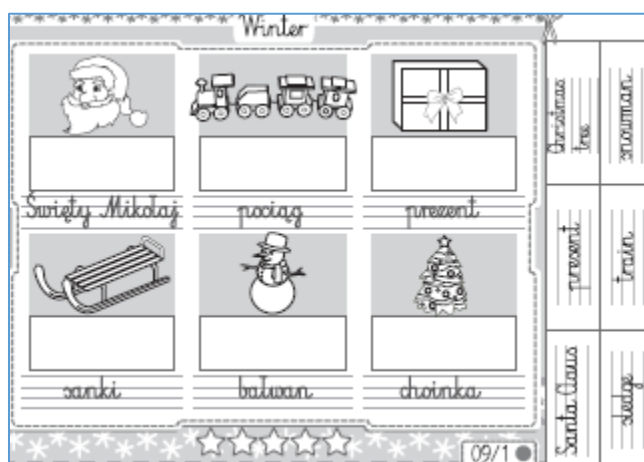 Winter
Święty Mikołaj
pociąg
prezent
sanki
bałwan
choinka
09/1
Christmas
tree
snowman
present
train
Santa Claus
sledge